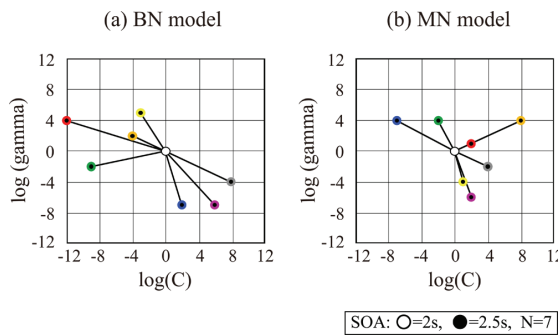 (a) BN model
(b) MN model
12
8
4
0
-4
-8
-12
log (gamma)
-12 -8 -4 0 4 8 12
log(C)
12
8
4
0
-4
-8
-12
log (gamma)
-12 -8 -4 0 4 8 12
log(C)
SOA: =2s, =2.5s, N=7